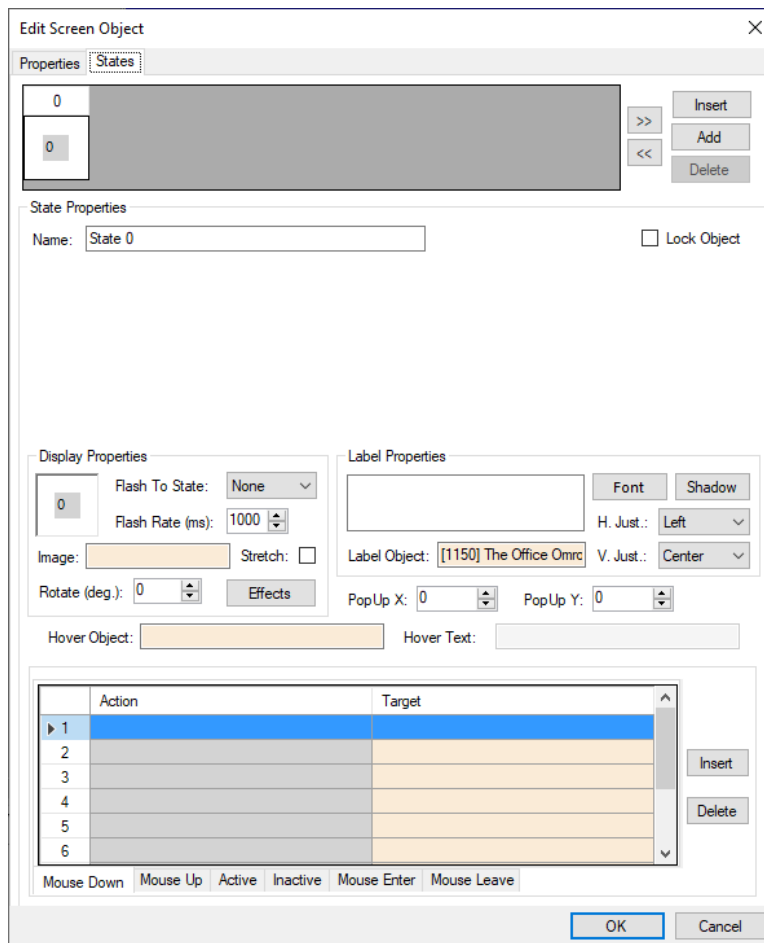 Edit Screen Object
Properties States
0
0
>>
<<
Insert
Add
Delete
State Properties
Name: State 0
Lock Object
Display Properties
0
Flash To State: None
Flash Rate (ms): 1000
Image:
Stretch:
Rotate (deg.): 0
Effects
Label Properties
Font Shadow
H. Just.: Left
Label Object: [1150] The Office Omrc
V. Just.: Center
PopUp X: 0
PopUp Y: 0
Hover Object:
Hover Text:
Action Target
1
2
3
4
5
6
Insert
Delete
Mouse Down Mouse Up Active Inactive Mouse Enter Mouse Leave
OK Cancel